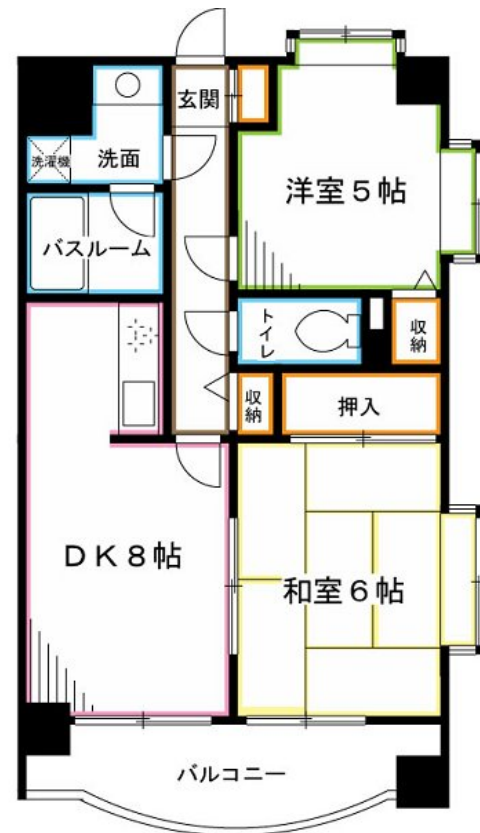 玄関
洗濯機
洗面
洋室5帖
バスルーム
トイレ
収納
収納
押入
DK8帖
和室6帖
バルコニー